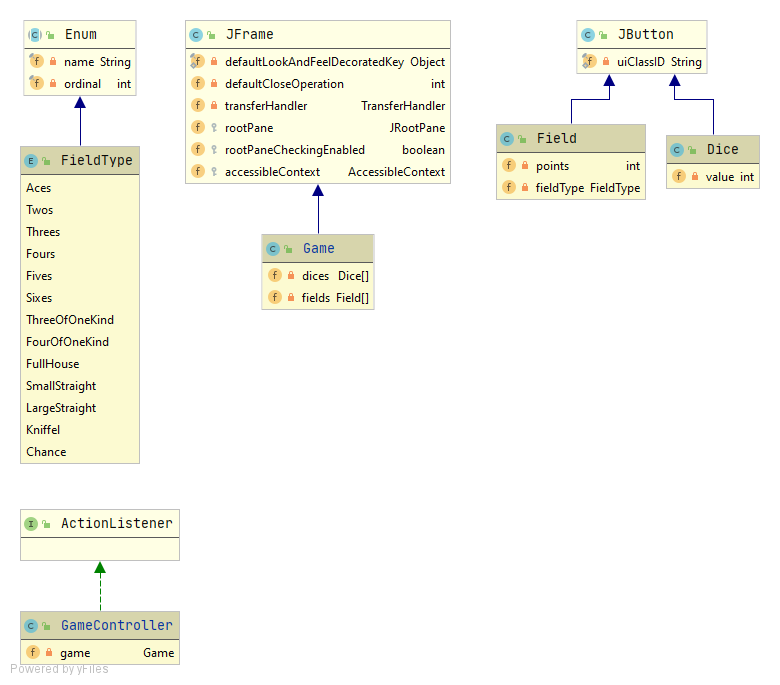 Enum
name String
ordinal int
FieldType
Aces
Twos
Threes
Fours
Fives
Sixes
ThreeOfOneKind
FourOfOneKind
FullHouse
SmallStraight
LargeStraight
Kniffel
Chance
JFrame
defaultLookAndFeelDecoratedKey Object
defaultCloseOperation int
transferHandler TransferHandler
rootPane JRootPane
rootPaneCheckingEnabled boolean
accessibleContext AccessibleContext
Game
dices Dice[]
fields Field[]
JButton
uiClassID String
Field
points int
fieldType FieldType
Dice
value int
ActionListener
GameController
game Game
Powered by yFiles